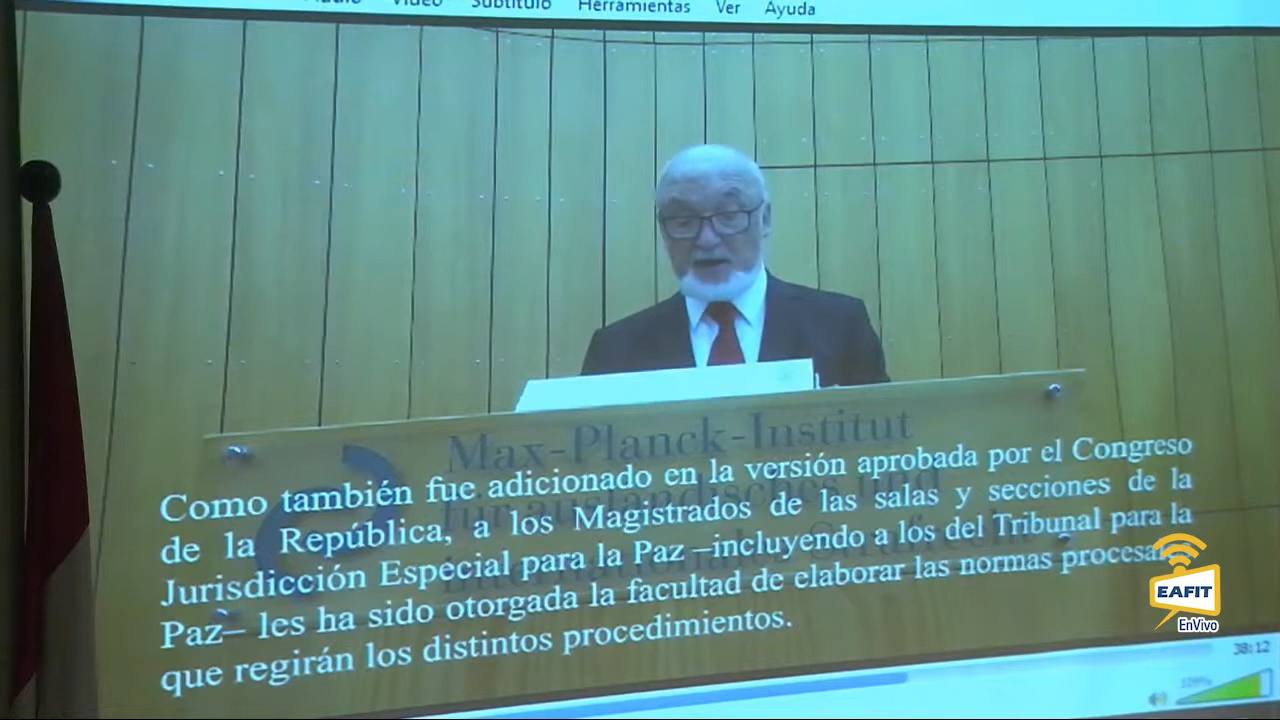 Audio Video Subtítulo Herramientas Ver Ayuda
Max-Planck-Institut
Como también fue adicionado en la versión aprobada por el Congreso
de la República, a los Magistrados de las salas y secciones de la
Jurisdicción Especial para la Paz –incluyendo a los del Tribunal para la
Paz– les ha sido otorgada la facultad de elaborar las normas procesales
que regirán los distintos procedimientos.
EAFIT
EnVivo
38:12